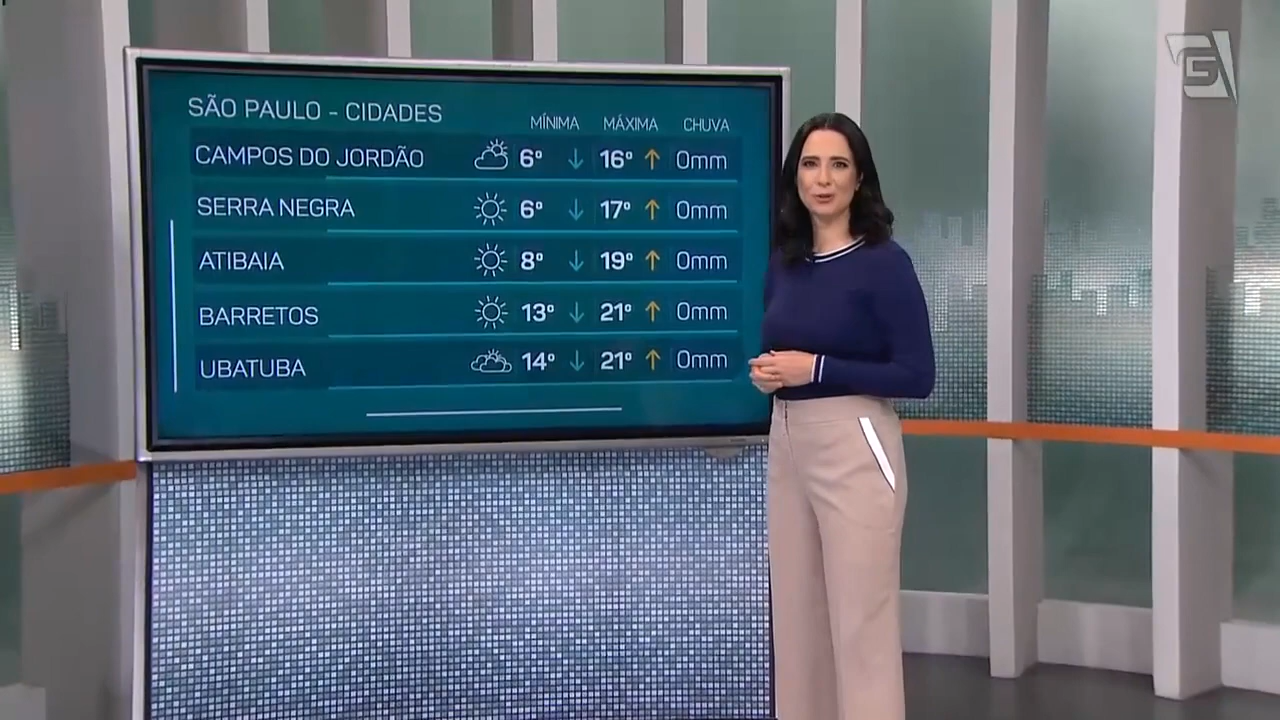 SÃO PAULO - CIDADES
MÍNIMA MÁXIMA CHUVA
CAMPOS DO JORDÃO 6º 16º 0mm
SERRA NEGRA 6º 17º 0mm
ATIBAIA 8º 19º 0mm
BARRETOS 13º 21º 0mm
UBATUBA 14º 21º 0mm